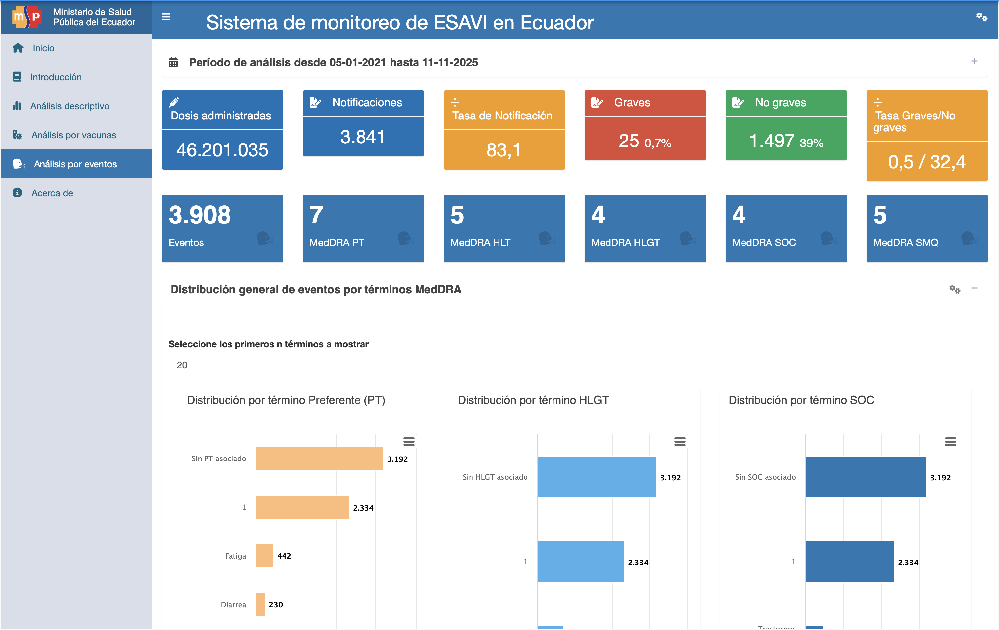 Ministerio de Salud
Pública del Ecuador
Sistema de monitoreo de ESAVI en Ecuador
Inicio
Introducción
Análisis descriptivo
Análisis por vacunas
Análisis por eventos
Acerca de
Período de análisis desde 05-01-2021 hasta 11-11-2025
Dosis administradas
46.201.035
Notificaciones
3.841
Tasa de Notificación
83,1
Graves
25 0,7%
No graves
1.497 39%
Tasa Graves/No
graves
0,5 / 32,4
3.908
Eventos
7
MedDRA PT
5
MedDRA HLT
4
MedDRA HLGT
4
MedDRA SOC
5
MedDRA SMQ
Distribución general de eventos por términos MedDRA
Seleccione los primeros n términos a mostrar
20
Distribución por término Preferente (PT)
Sin PT asociado
3.192
1
2.334
Fatiga
442
Diarrea
230
Distribución por término HLGT
Sin HLGT asociado
3.192
1
2.334
Distribución por término SOC
Sin SOC asociado
3.192
1
2.334
Trastornos